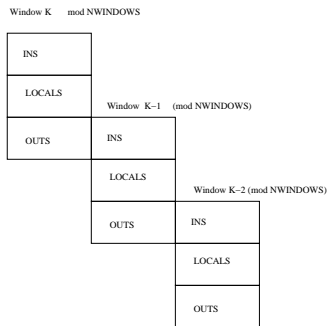 Window K mod NWINDOWS
INS
LOCALS
OUTS
Window K−1 (mod NWINDOWS)
INS
LOCALS
OUTS
Window K−2 (mod NWINDOWS)
INS
LOCALS
OUTS